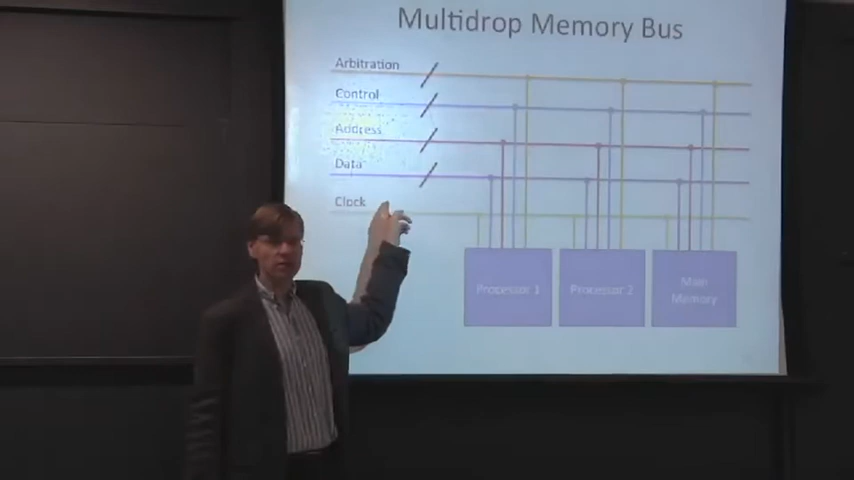 Multidrop Memory Bus
Arbitration
Control
Address
Data
Clock
Processor 1
Processor 2
Main
Memory